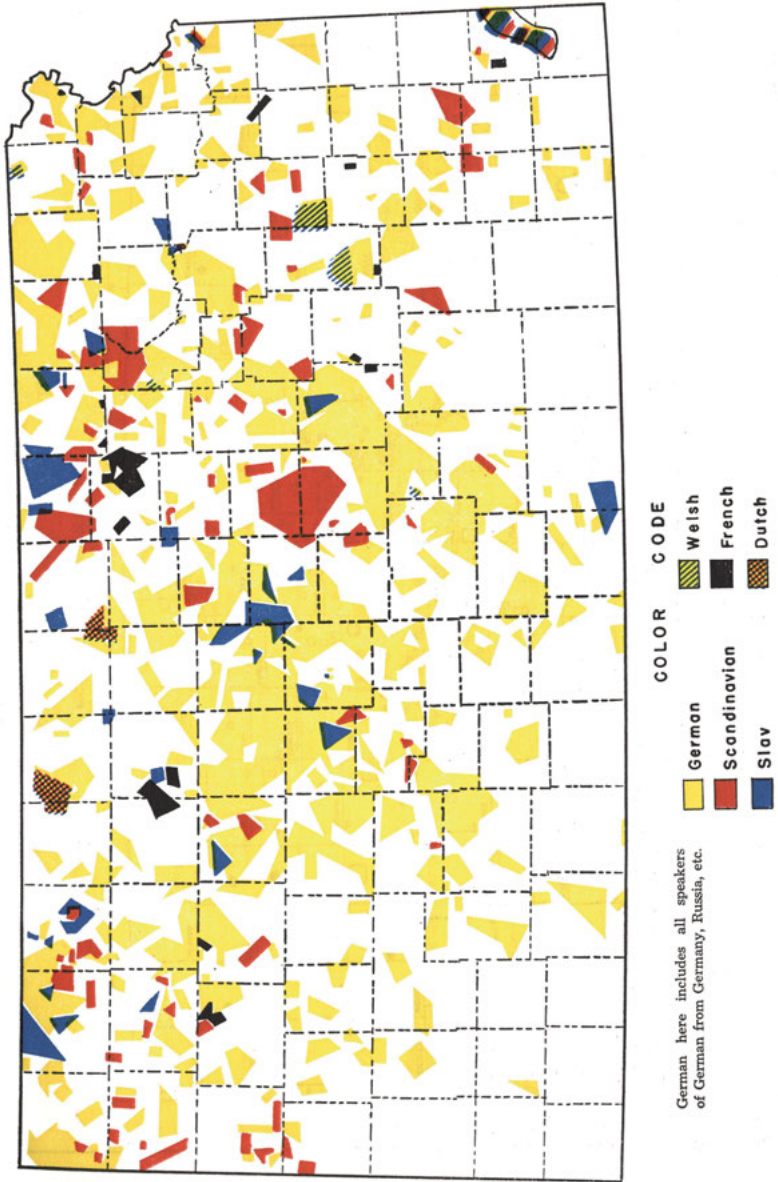 COLOR CODE
German
Scandinavian
Slav
Welsh
French
Dutch
German here includes all speakers
of German from Germany, Russia, etc.